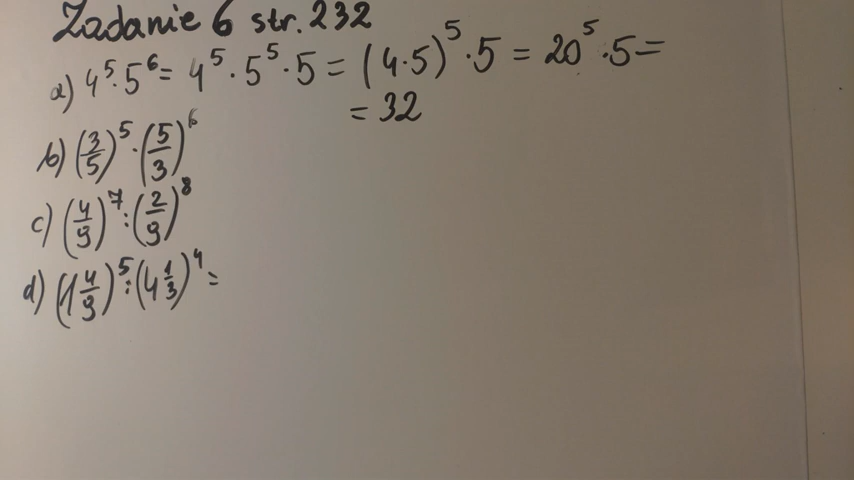 Zadanie 6 str. 232
a) 4⁵·5⁶ = 4⁵·5⁵·5 = (4·5)⁵·5 = 20⁵·5 =
= 32
b) (3/5)⁵·(5/3)⁶
c) (4/9)⁷:(2/9)⁸
d) (1 4/9)⁵:(4 1/3)⁴ =